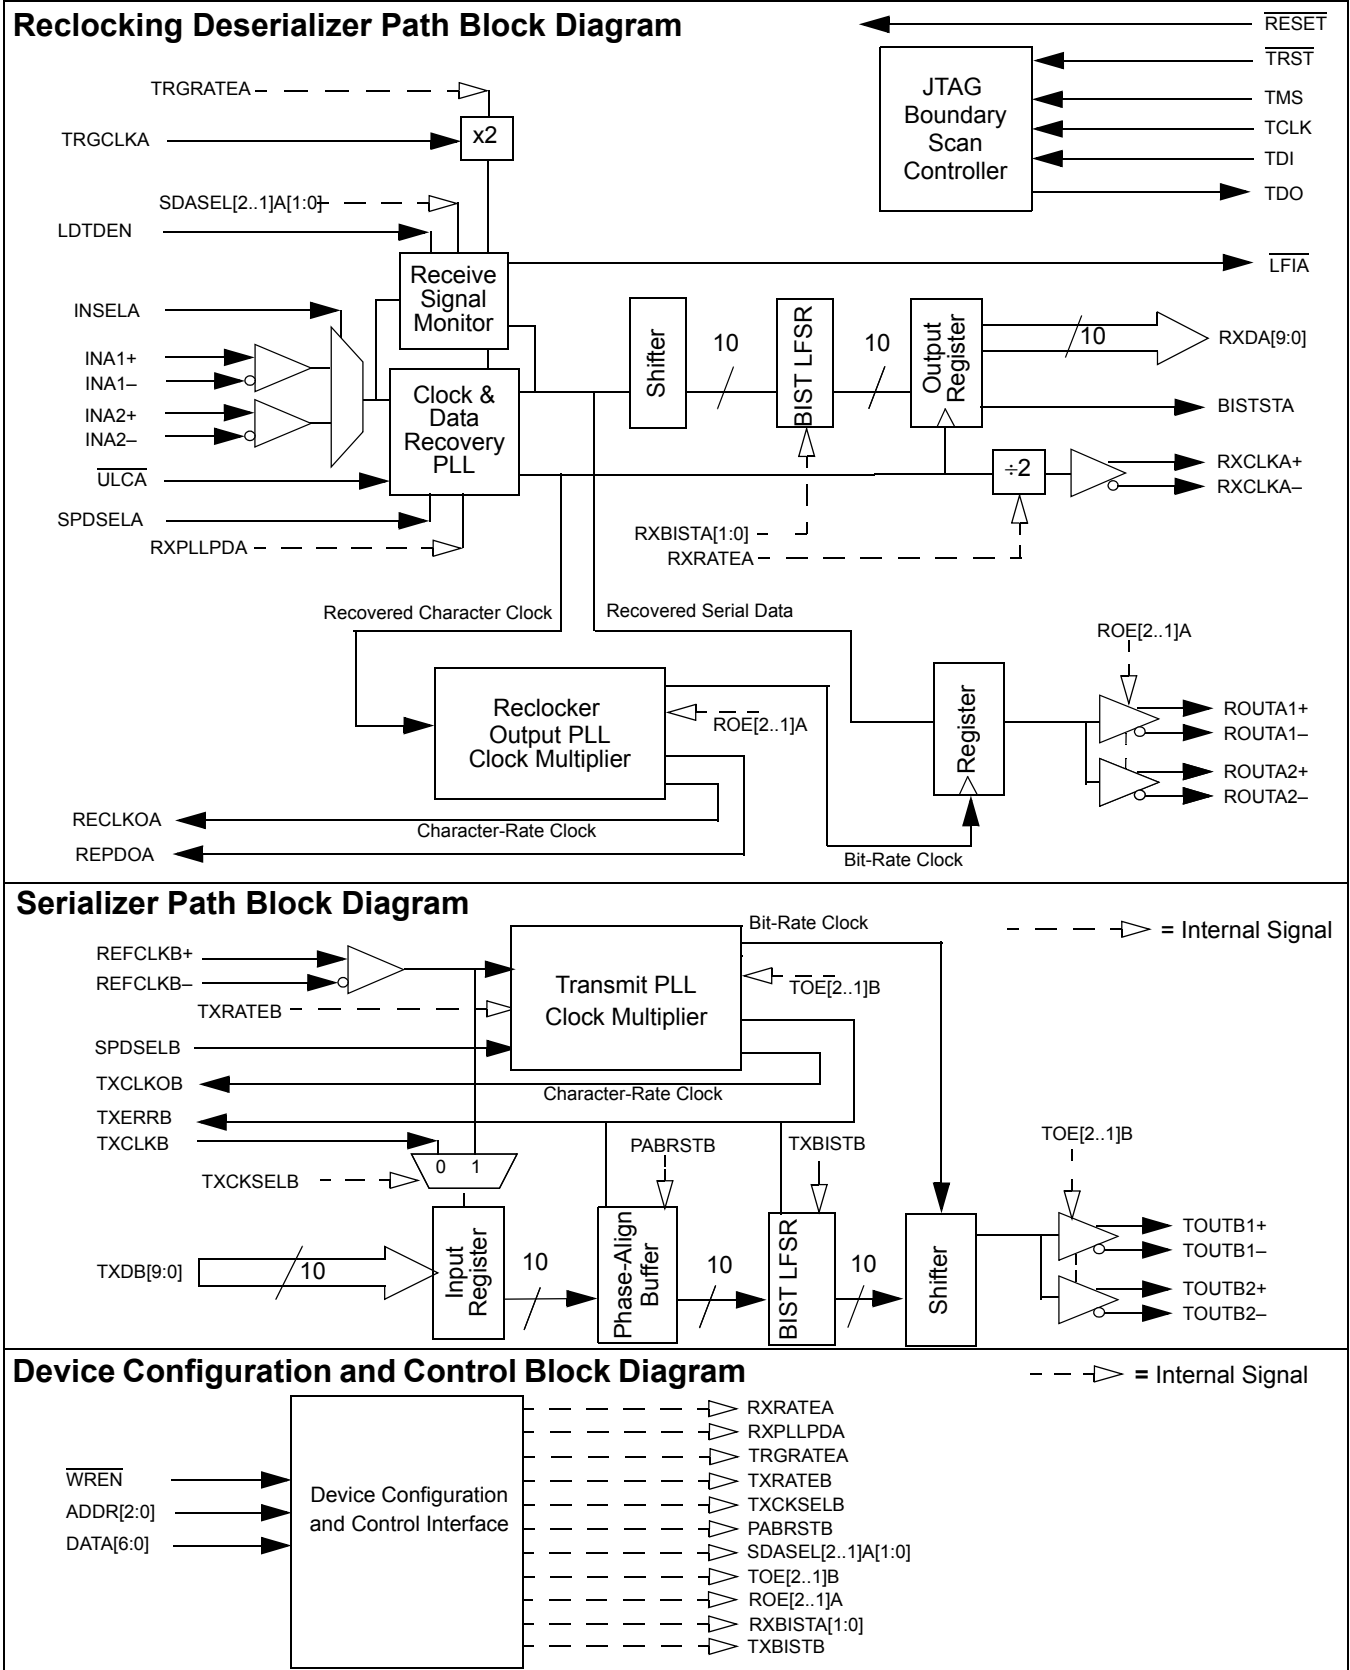 Reclocking Deserializer Path Block Diagram
RESET
TRST
TMS
TCLK
TDI
TDO
JTAG
Boundary
Scan
Controller
TRGRATEA
TRGCLKA
x2
SDASEL[2..1]A[1:0]
LDTDEN
LFIA
Receive
Signal
Monitor
INSELA
INA1+
INA1–
INA2+
INA2–
ULCA
SPDSELA
RXPLLPDA
Clock &
Data
Recovery
PLL
Shifter
10
BIST LFSR
10
Output
Register
10
RXDA[9:0]
BISTSTA
÷2
RXCLKA+
RXCLKA–
RXBISTA[1:0]
RXRATEA
Recovered Character Clock
Recovered Serial Data
Reclocker
Output PLL
Clock Multiplier
ROE[2..1]A
Register
ROE[2..1]A
ROUTA1+
ROUTA1–
ROUTA2+
ROUTA2–
RECLKOA
Character-Rate Clock
REPDOA
Bit-Rate Clock
Serializer Path Block Diagram
= Internal Signal
REFCLKB+
REFCLKB–
TXRATEB
SPDSELB
Transmit PLL
Clock Multiplier
Bit-Rate Clock
TOE[2..1]B
TXCLKOB
Character-Rate Clock
TXERRB
TXCLKB
0 1
TXCKSELB
PABRSTB
TXBISTB
TOE[2..1]B
TXDB[9:0]
10
Input
Register
10
Phase-Align
Buffer
10
BIST LFSR
10
Shifter
TOUTB1+
TOUTB1–
TOUTB2+
TOUTB2–
Device Configuration and Control Block Diagram
= Internal Signal
WREN
ADDR[2:0]
DATA[6:0]
Device Configuration
and Control Interface
RXRATEA
RXPLLPDA
TRGRATEA
TXRATEB
TXCKSELB
PABRSTB
SDASEL[2..1]A[1:0]
TOE[2..1]B
ROE[2..1]A
RXBISTA[1:0]
TXBISTB